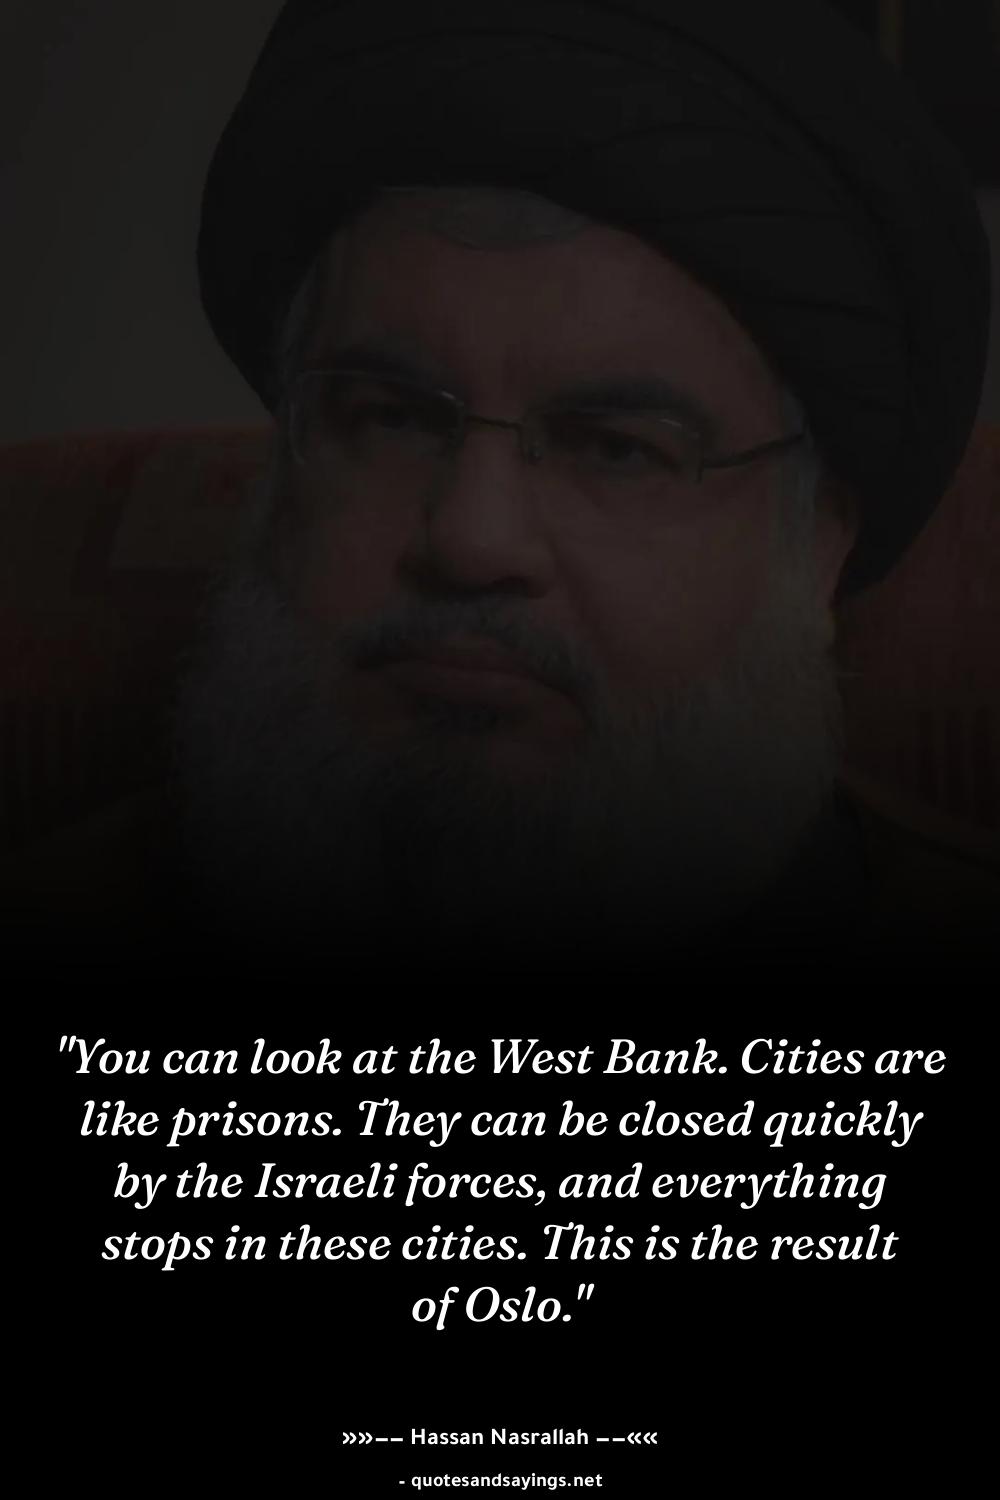 "You can look at the West Bank. Cities are
like prisons. They can be closed quickly
by the Israeli forces, and everything
stops in these cities. This is the result
of Oslo."
»»—— Hassan Nasrallah ——««
- quotesandsayings.net